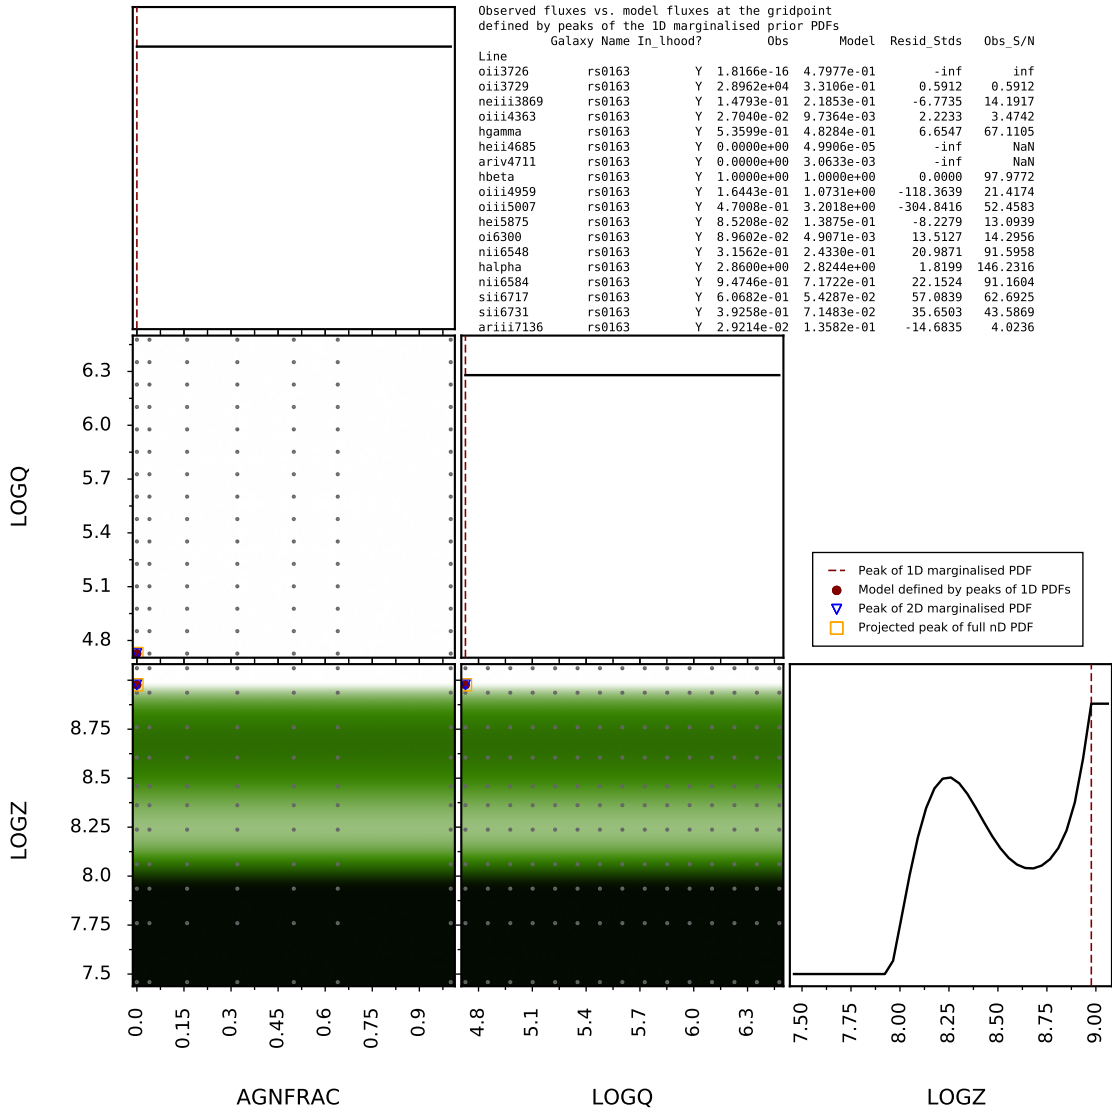 Observed fluxes vs. model fluxes at the gridpoint
defined by peaks of the 1D marginalised prior PDFs
Galaxy Name In_lhood? Obs Model Resid_Stds Obs_S/N
Line
oii3726 rs0163 Y 1.8166e-16 4.7977e-01 -inf inf
oii3729 rs0163 Y 2.8962e+04 3.3106e-01 0.5912 0.5912
neiii3869 rs0163 Y 1.4793e-01 2.1853e-01 -6.7735 14.1917
oiii4363 rs0163 Y 2.7040e-02 9.7364e-03 2.2233 3.4742
hgamma rs0163 Y 5.3599e-01 4.8284e-01 6.6547 67.1105
heii4685 rs0163 Y 0.0000e+00 4.9906e-05 -inf NaN
ariv4711 rs0163 Y 0.0000e+00 3.0633e-03 -inf NaN
hbeta rs0163 Y 1.0000e+00 1.0000e+00 0.0000 97.9772
oiii4959 rs0163 Y 1.6443e-01 1.0731e+00 -118.3639 21.4174
oiii5007 rs0163 Y 4.7008e-01 3.2018e+00 -304.8416 52.4583
hei5875 rs0163 Y 8.5208e-02 1.3875e-01 -8.2279 13.0939
oi6300 rs0163 Y 8.9602e-02 4.9071e-03 13.5127 14.2956
nii6548 rs0163 Y 3.1562e-01 2.4330e-01 20.9871 91.5958
halpha rs0163 Y 2.8600e+00 2.8244e+00 1.8199 146.2316
nii6584 rs0163 Y 9.4746e-01 7.1722e-01 22.1524 91.1604
sii6717 rs0163 Y 6.0682e-01 5.4287e-02 57.0839 62.6925
sii6731 rs0163 Y 3.9258e-01 7.1483e-02 35.6503 43.5869
ariii7136 rs0163 Y 2.9214e-02 1.3582e-01 -14.6835 4.0236
LOGQ
6.3
6.0
5.7
5.4
5.1
4.8
Peak of 1D marginalised PDF
Model defined by peaks of 1D PDFs
Peak of 2D marginalised PDF
Projected peak of full nD PDF
LOGZ
8.75
8.5
8.25
8.0
7.75
7.5
0.0 0.15 0.3 0.45 0.6 0.75 0.9
4.8 5.1 5.4 5.7 6.0 6.3
7.50 7.75 8.00 8.25 8.50 8.75 9.00
AGNFRAC LOGQ LOGZ